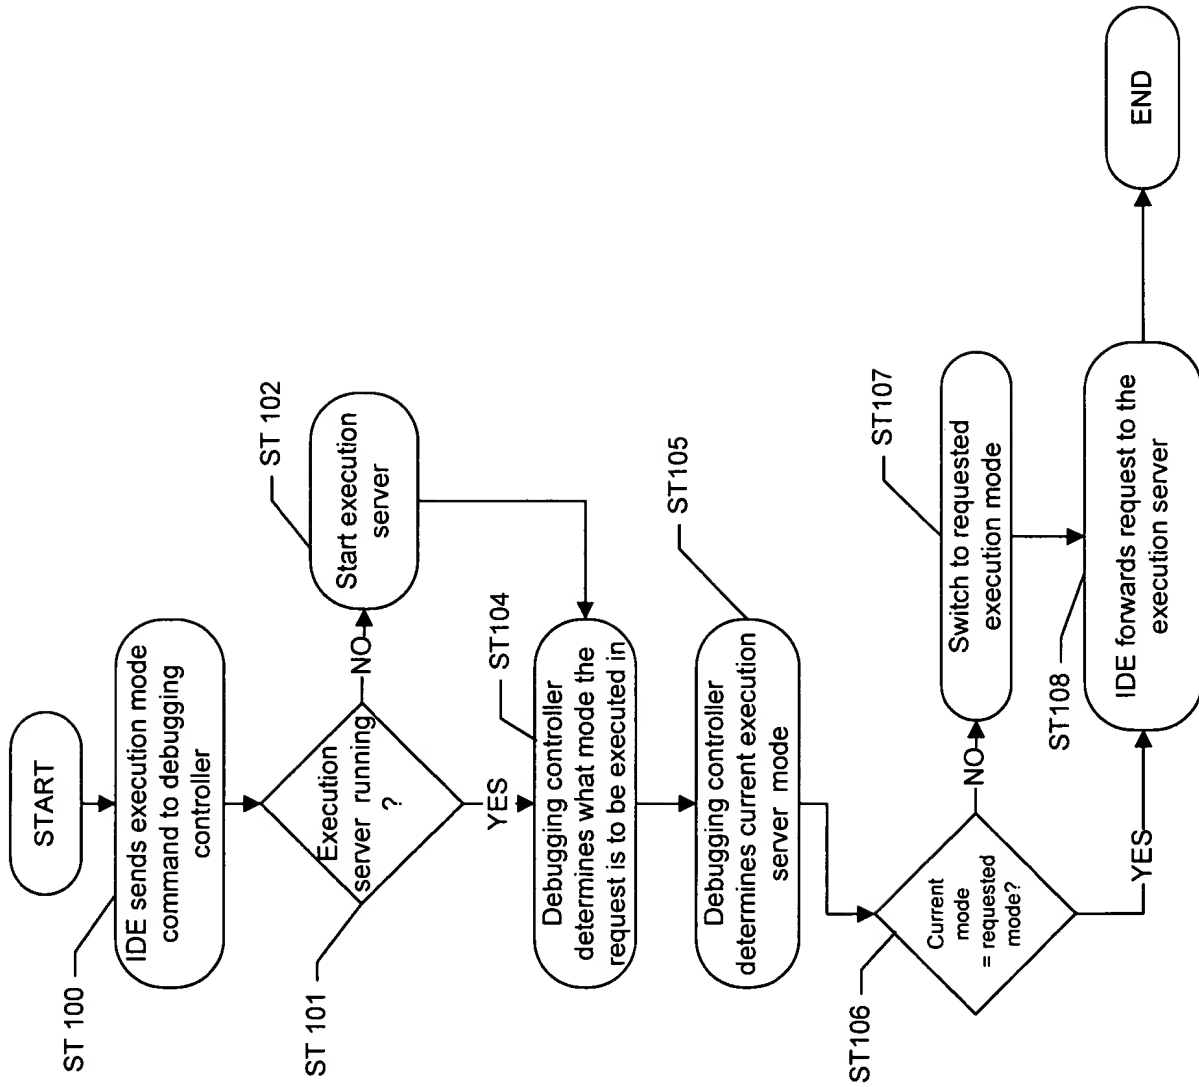 START
ST 100
IDE sends execution mode
command to debugging
controller
ST 101
Execution
server running
?
NO
ST 102
Start execution
server
YES
ST104
Debugging controller
determines what mode the
request is to be executed in
ST105
Debugging controller
determines current execution
server mode
ST106
Current
mode
= requested
mode?
NO
ST107
Switch to requested
execution mode
YES
ST108
IDE forwards request to the
execution server
END